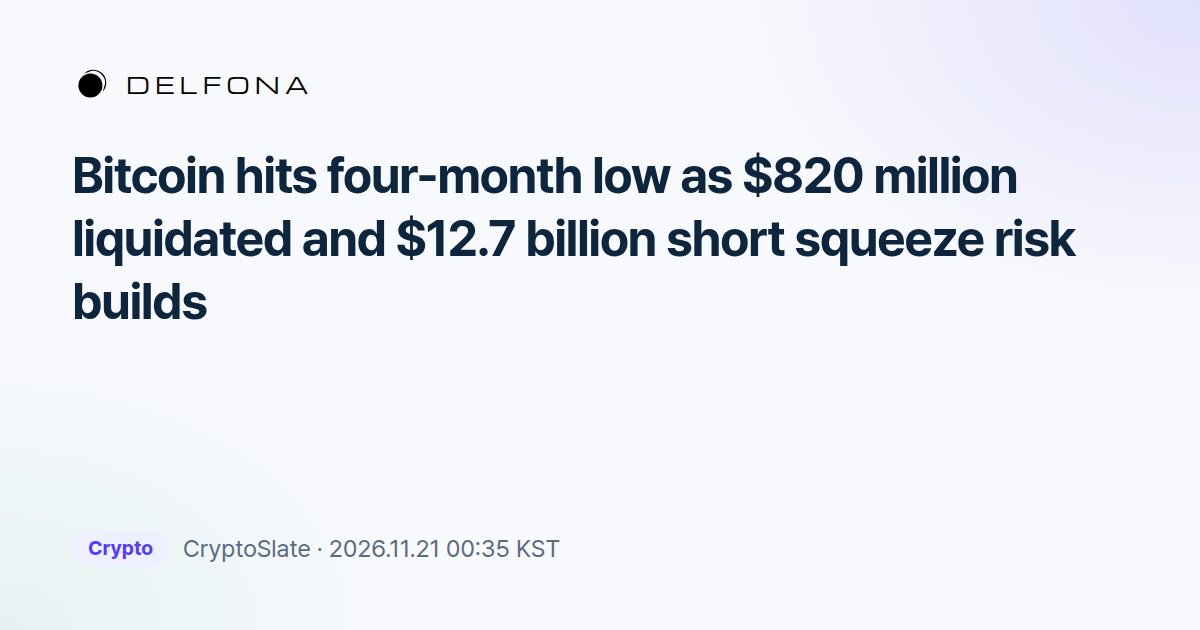 DELFONA
Bitcoin hits four-month low as $820 million
liquidated and $12.7 billion short squeeze risk
builds
Crypto CryptoSlate · 2026.11.21 00:35 KST